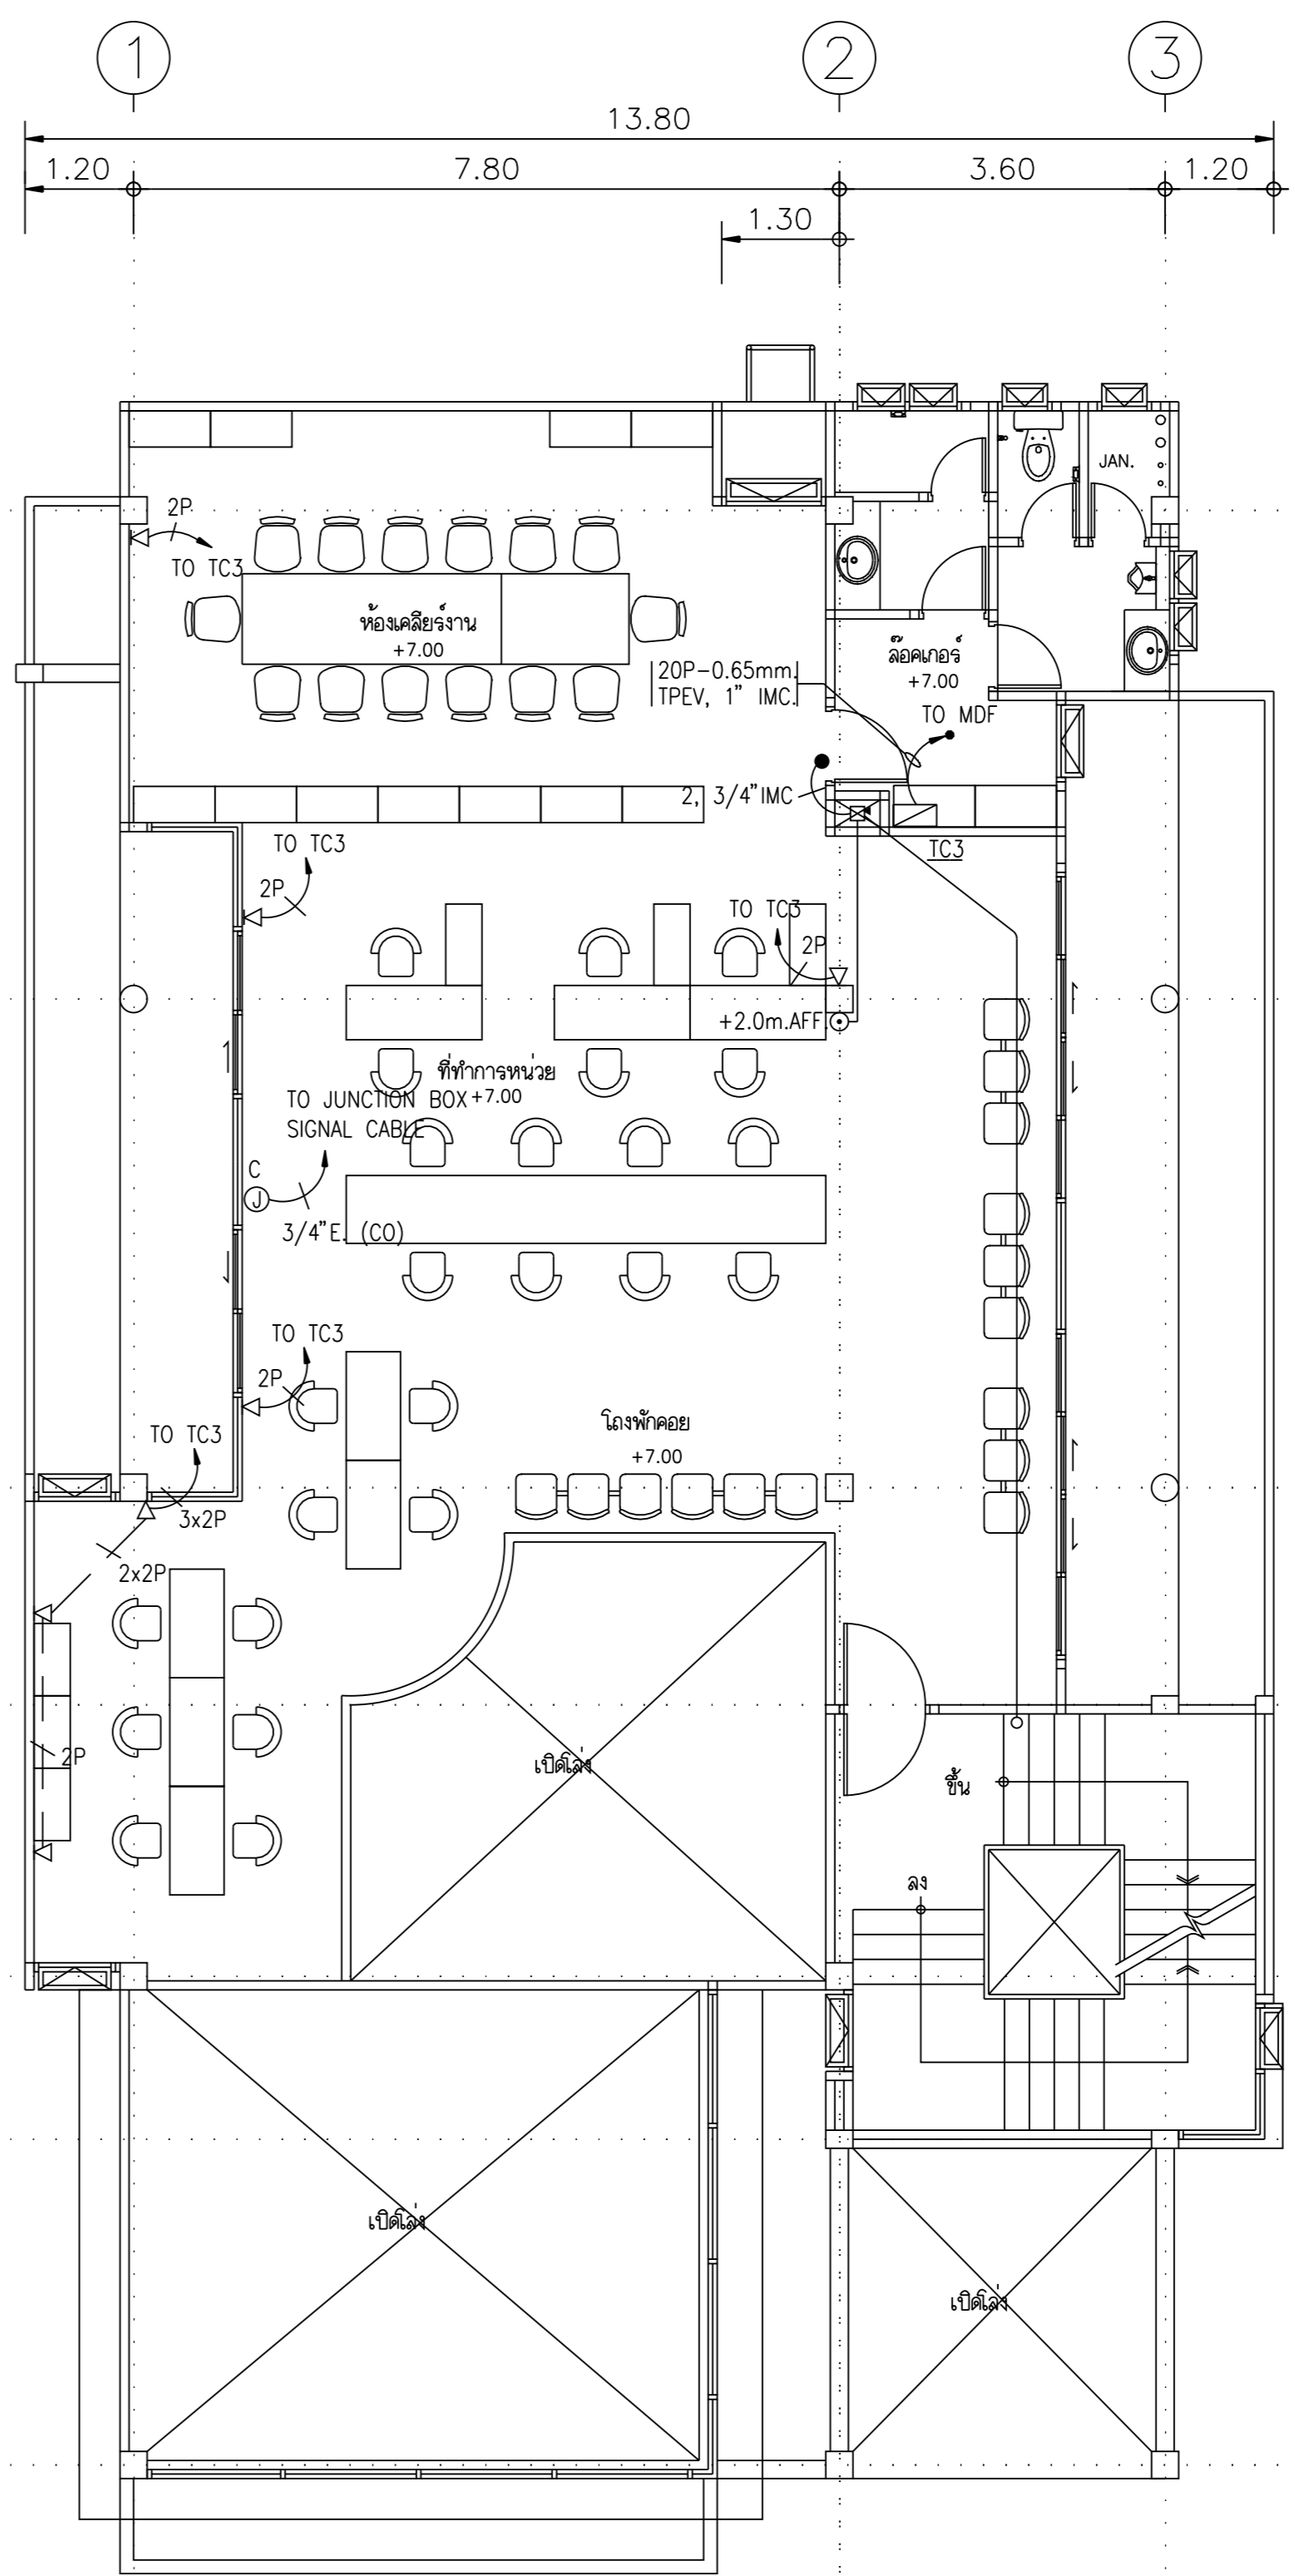 1
2
3
13.80
1.20
7.80
3.60
1.20
1.30
JAN.
2P
TO TC3
ห้องเคลียร์งาน
+7.00
ล๊อคเกอร์
+7.00
20P-0.65mm.
TPEV, 1" IMC.
TO MDF
2, 3/4"IMC
TC3
TO TC3
2P
TO TC3
2P
+2.0m.AFF.
ที่ทำการหน่วย
+7.00
TO JUNCTION BOX
SIGNAL CABLE
C
J
3/4"E. (CO)
TO TC3
2P
โถงพักคอย
+7.00
TO TC3
3x2P
2x2P
2P
เปิดโล่ง
ขึ้น
ลง
เปิดโล่ง
เปิดโล่ง